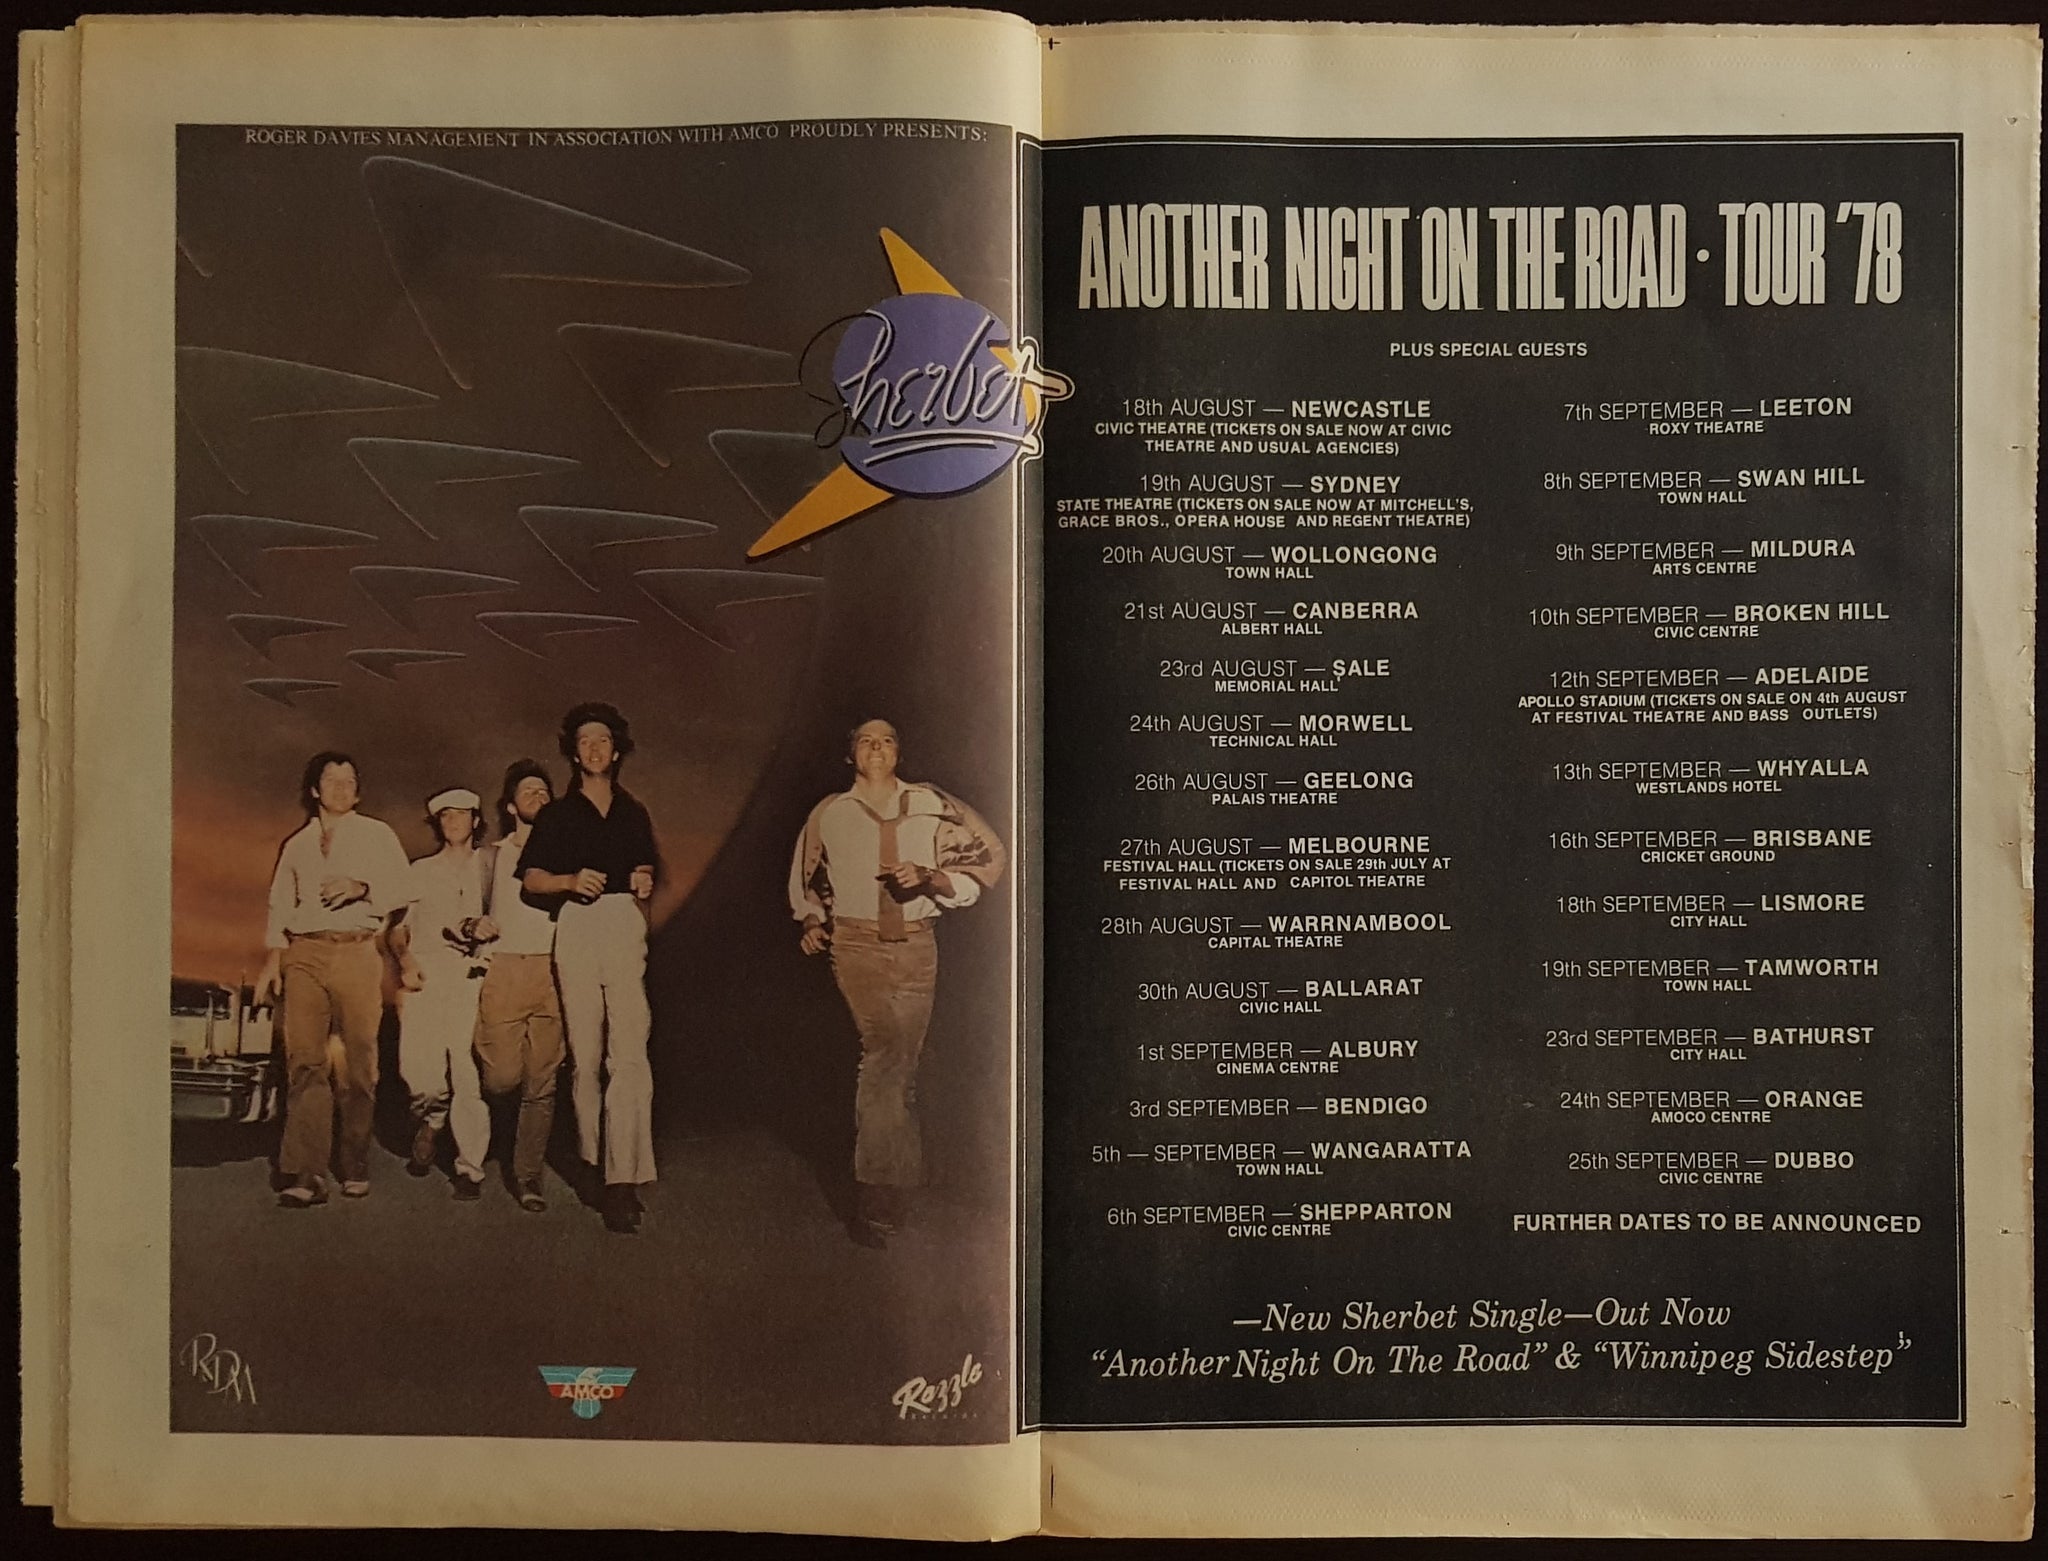 ROGER DAVIES MANAGEMENT IN ASSOCIATION WITH AMCO PROUDLY PRESENTS:
Sherbet
RDM
AMCO
Razzle
Records
ANOTHER NIGHT ON THE ROAD • TOUR '78
PLUS SPECIAL GUESTS
18th AUGUST — NEWCASTLE
CIVIC THEATRE (TICKETS ON SALE NOW AT CIVIC
THEATRE AND USUAL AGENCIES)
19th AUGUST — SYDNEY
STATE THEATRE (TICKETS ON SALE NOW AT MITCHELL'S,
GRACE BROS., OPERA HOUSE AND REGENT THEATRE)
20th AUGUST — WOLLONGONG
TOWN HALL
21st AUGUST — CANBERRA
ALBERT HALL
23rd AUGUST — SALE
MEMORIAL HALL
24th AUGUST — MORWELL
TECHNICAL HALL
26th AUGUST — GEELONG
PALAIS THEATRE
27th AUGUST — MELBOURNE
FESTIVAL HALL (TICKETS ON SALE 29th JULY AT
FESTIVAL HALL AND CAPITOL THEATRE
28th AUGUST — WARRNAMBOOL
CAPITAL THEATRE
30th AUGUST — BALLARAT
CIVIC HALL
1st SEPTEMBER — ALBURY
CINEMA CENTRE
3rd SEPTEMBER — BENDIGO
5th — SEPTEMBER — WANGARATTA
TOWN HALL
6th SEPTEMBER — SHEPPARTON
CIVIC CENTRE
7th SEPTEMBER — LEETON
ROXY THEATRE
8th SEPTEMBER — SWAN HILL
TOWN HALL
9th SEPTEMBER — MILDURA
ARTS CENTRE
10th SEPTEMBER — BROKEN HILL
CIVIC CENTRE
12th SEPTEMBER — ADELAIDE
APOLLO STADIUM (TICKETS ON SALE ON 4th AUGUST
AT FESTIVAL THEATRE AND BASS OUTLETS)
13th SEPTEMBER — WHYALLA
WESTLANDS HOTEL
16th SEPTEMBER — BRISBANE
CRICKET GROUND
18th SEPTEMBER — LISMORE
CITY HALL
19th SEPTEMBER — TAMWORTH
TOWN HALL
23rd SEPTEMBER — BATHURST
CITY HALL
24th SEPTEMBER — ORANGE
AMOCO CENTRE
25th SEPTEMBER — DUBBO
CIVIC CENTRE
FURTHER DATES TO BE ANNOUNCED
—New Sherbet Single—Out Now
“Another Night On The Road” & “Winnipeg Sidestep”